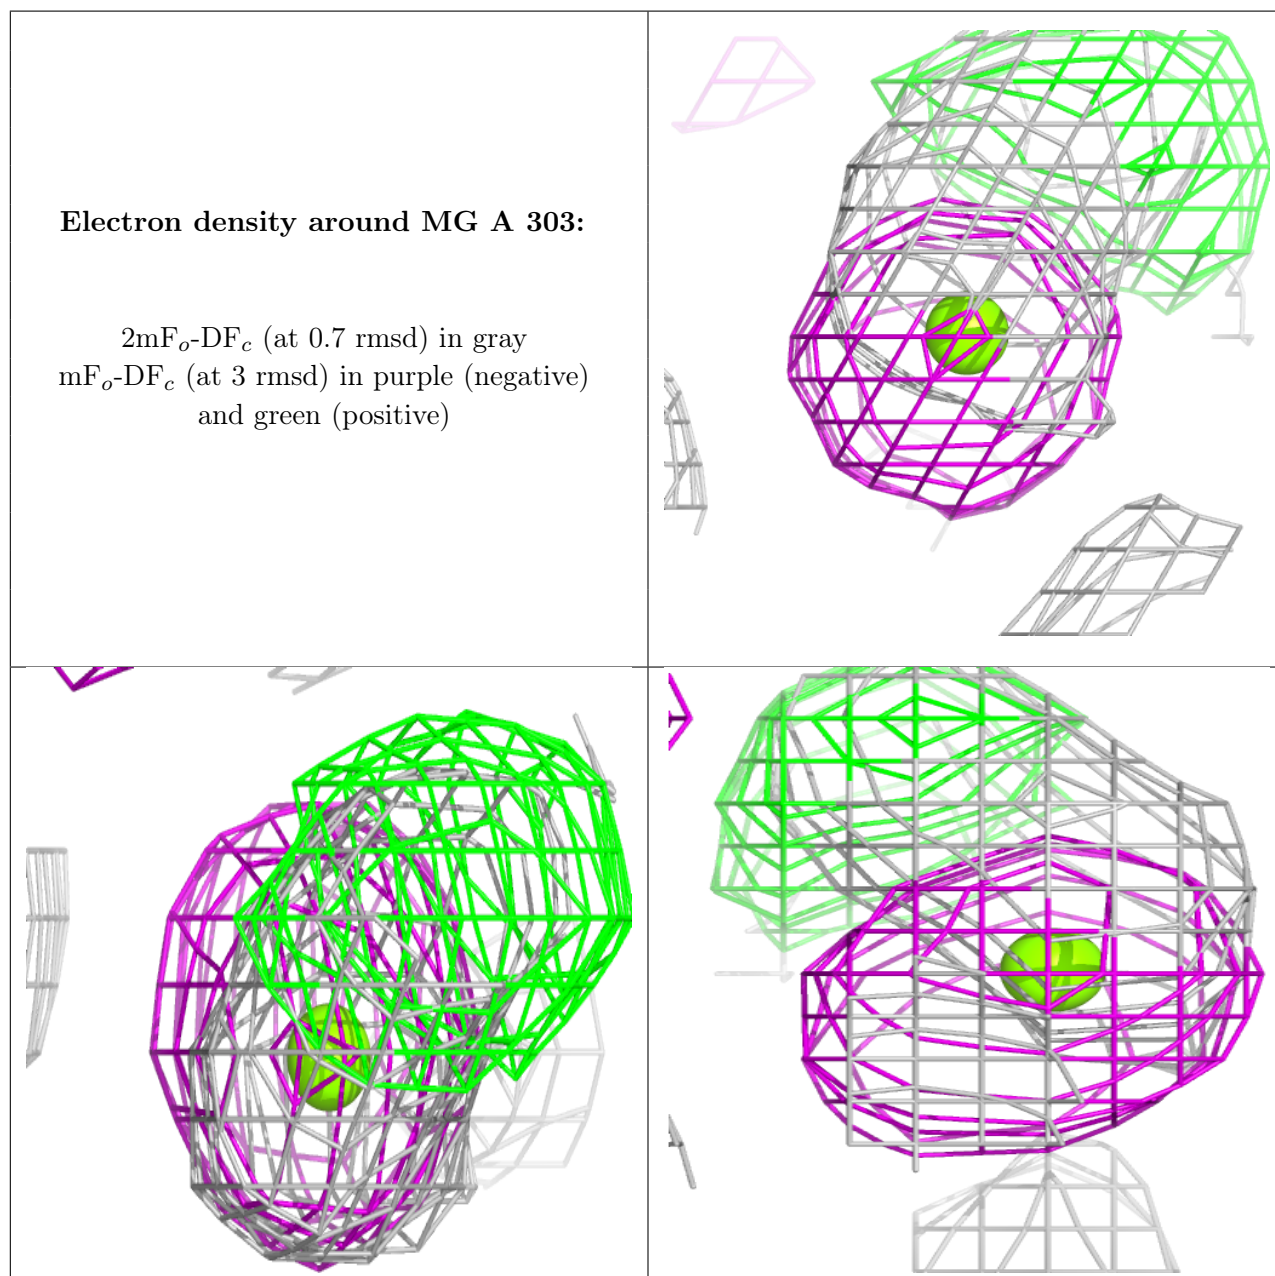 Electron density around MG A 303:
2mFo-DFc (at 0.7 rmsd) in gray
mFo-DFc (at 3 rmsd) in purple (negative)
and green (positive)